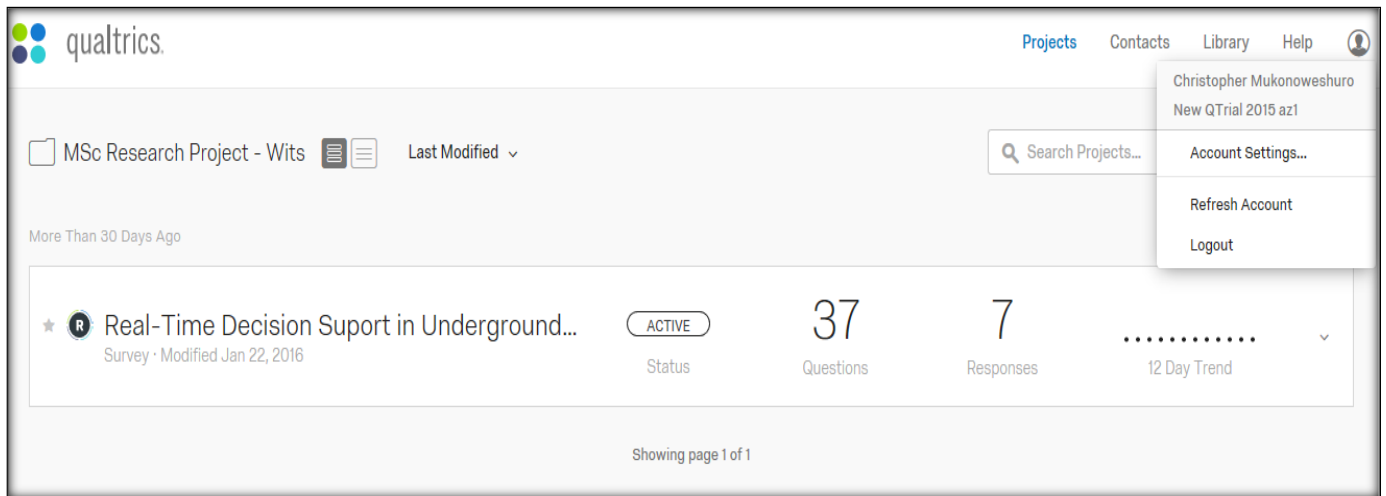 qualtrics.
Projects Contacts Library Help
Christopher Mukonoweshuro
New QTrial 2015 az1
MSc Research Project - Wits Last Modified
Search Projects...
Account Settings...
Refresh Account
Logout
More Than 30 Days Ago
R Real-Time Decision Suport in Underground... ACTIVE 37 7
Survey · Modified Jan 22, 2016 Status Questions Responses 12 Day Trend
Showing page 1 of 1